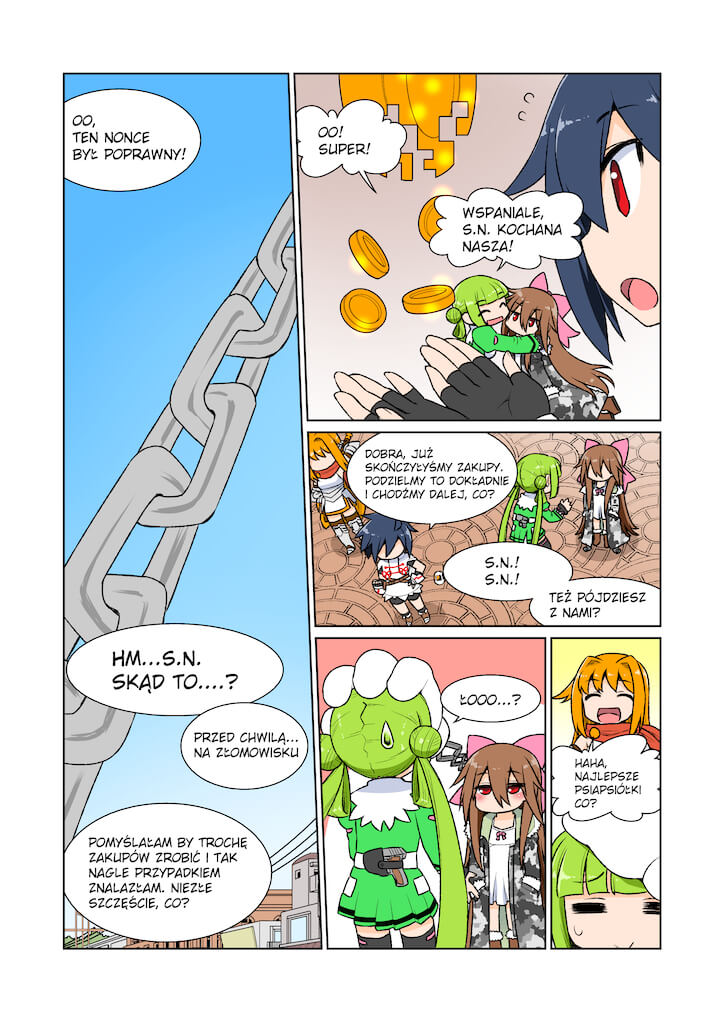 OO,
TEN NONCE
BYŁ POPRAWNY!
HM...S.N.
SKĄD TO....?
PRZED CHWILĄ...
NA ZŁOMOWISKU
POMYŚLAŁAM BY TROCHĘ
ZAKUPÓW ZROBIĆ I TAK
NAGLE PRZYPADKIEM
ZNALAZŁAM. NIEZŁE
SZCZĘŚCIE, CO?
OO!
SUPER!
WSPANIALE,
S.N. KOCHANA
NASZA!
DOBRA, JUŻ
SKOŃCZYŁYŚMY ZAKUPY.
PODZIELMY TO DOKŁADNIE
I CHODŹMY DALEJ, CO?
S.N.!
S.N.!
TEŻ PÓJDZIESZ
Z NAMI?
ŁOOO...?
HAHA,
NAJLEPSZE
PSIAPSIÓŁKI
CO?